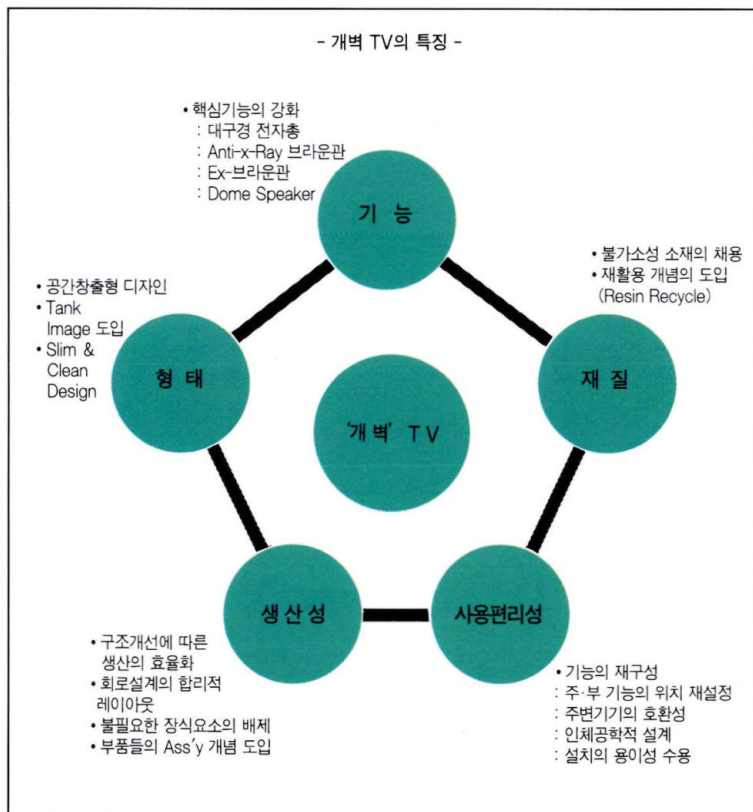 - 개벽 TV의 특징 -
• 핵심기능의 강화
: 대구경 전자총
: Anti-x-Ray 브라운관
: Ex-브라운관
: Dome Speaker
기 능
• 불가소성 소재의 채용
• 재활용 개념의 도입
(Resin Recycle)
재 질
• 공간창출형 디자인
• Tank
Image 도입
• Slim &
Clean
Design
형 태
'개벽' TV
생산성
• 구조개선에 따른
생산의 효율화
• 회로설계의 합리적
레이아웃
• 불필요한 장식요소의 배제
• 부품들의 Ass'y 개념 도입
사용편리성
• 기능의 재구성
: 주·부 기능의 위치 재설정
: 주변기기의 호환성
: 인체공학적 설계
: 설치의 용이성 수용